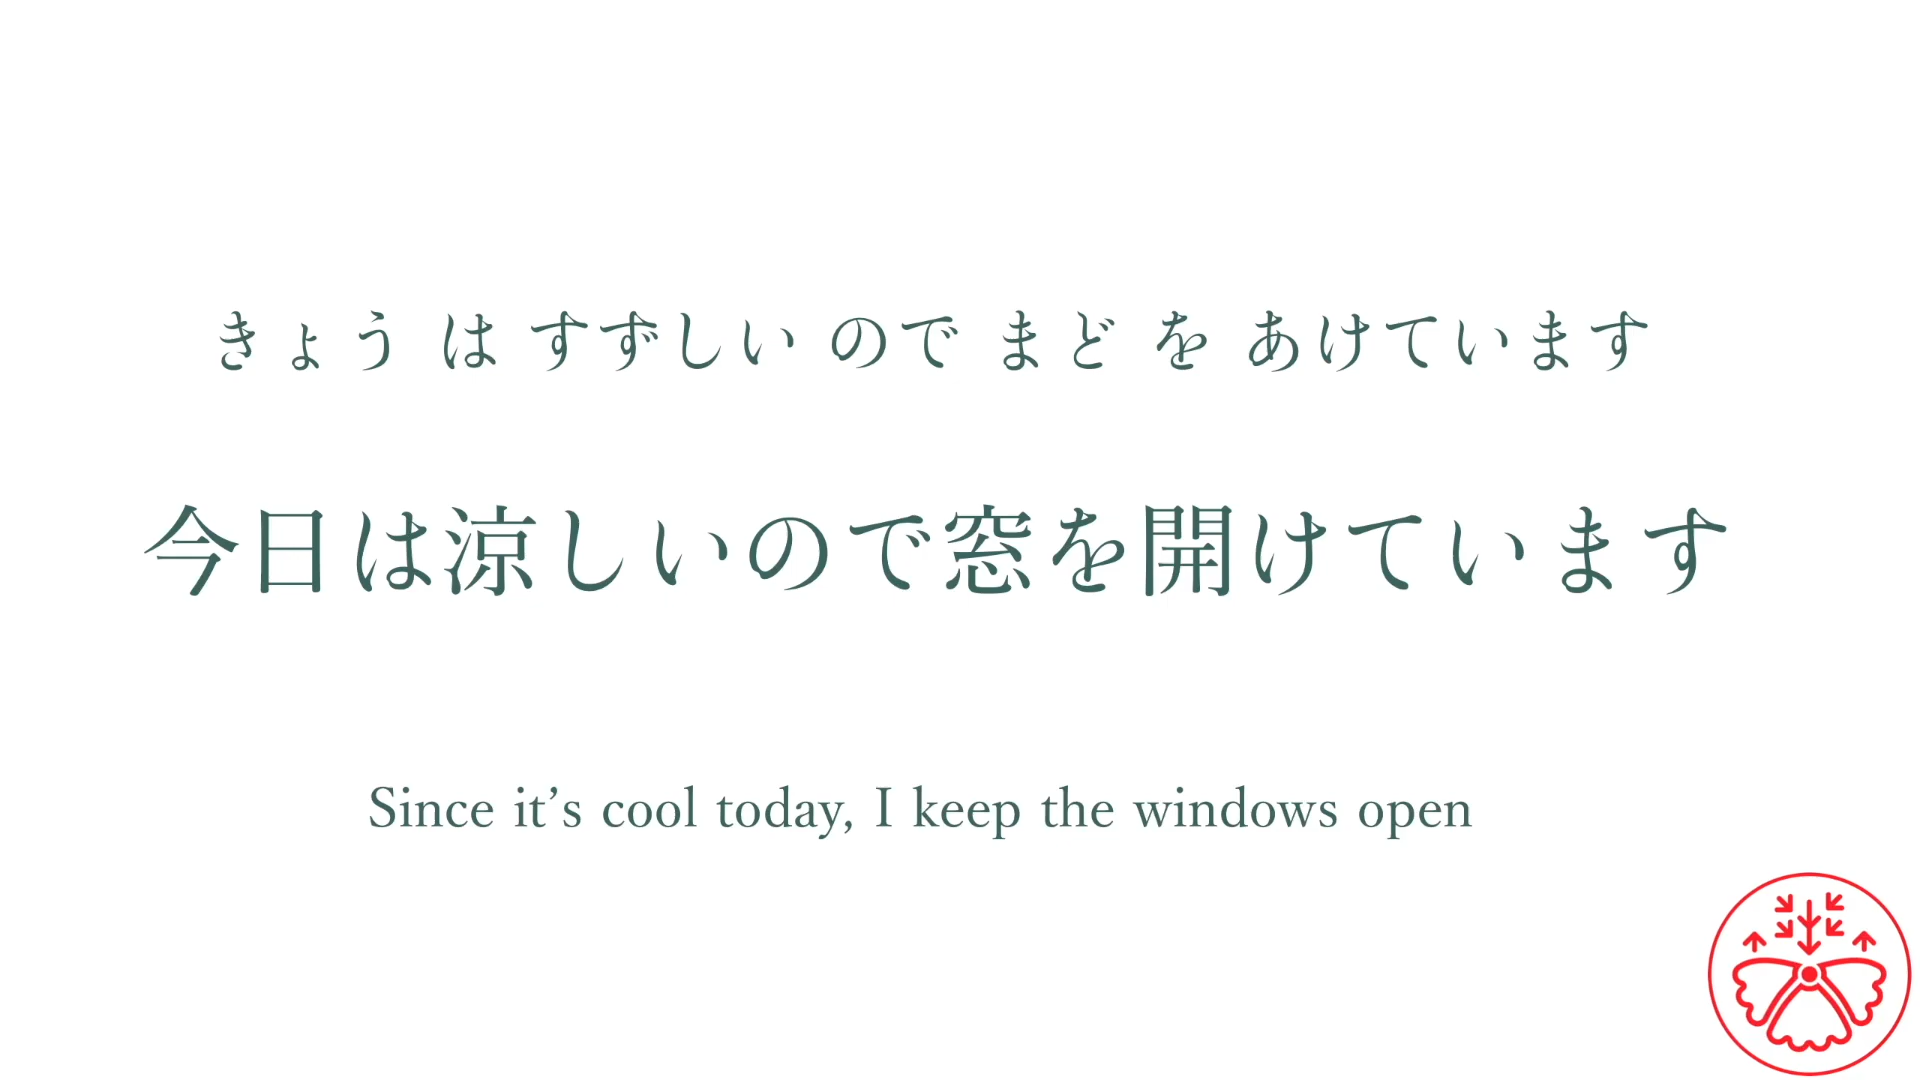 きょう は すずしい ので まど を あけています
今日は涼しいので窓を開けています
Since it’s cool today, I keep the windows open